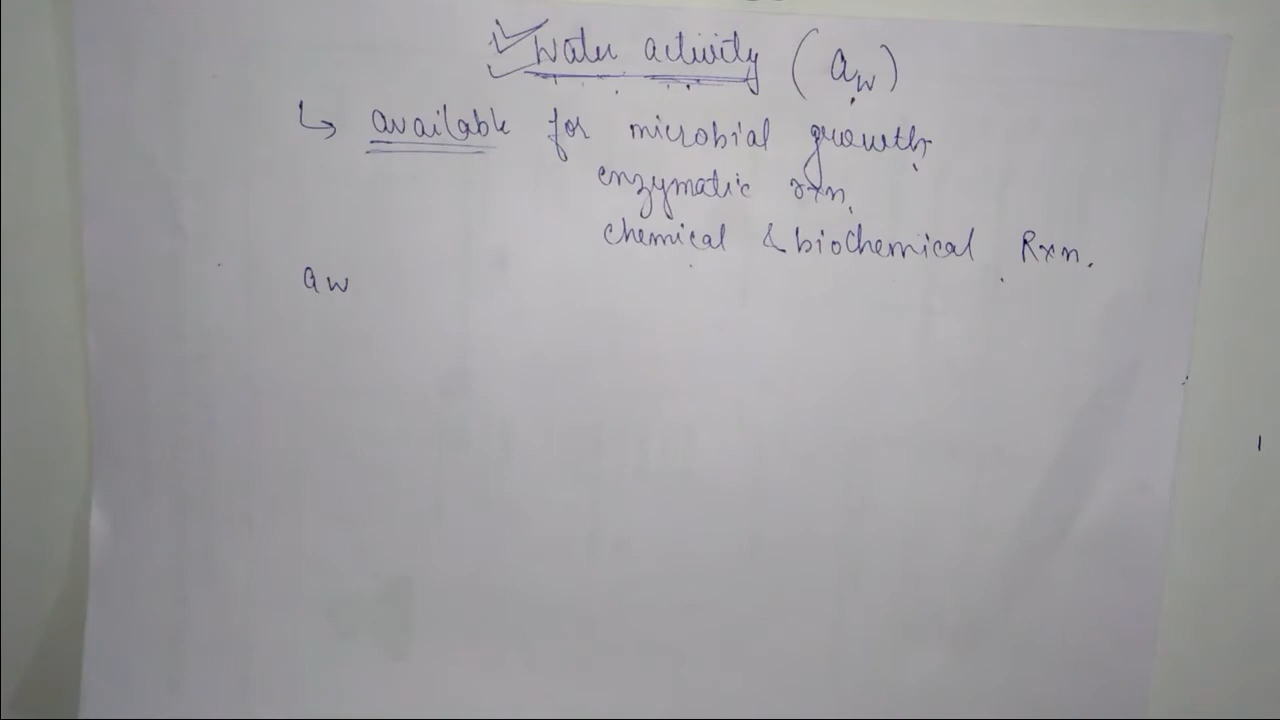 Water activity (aw)
↳ available for microbial growth,
enzymatic rxn,
chemical & biochemical Rxn.
aw